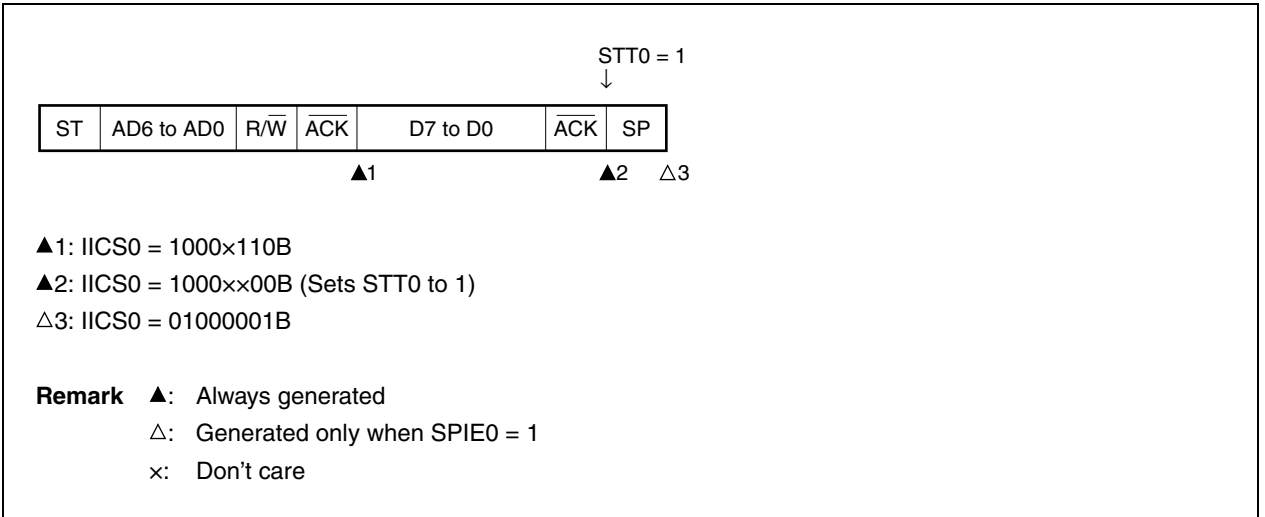 STT0 = 1
↓
ST AD6 to AD0 R/W̅ A̅C̅K̅ D7 to D0 A̅C̅K̅ SP
▲1 ▲2 △3
▲1: IICS0 = 1000×110B
▲2: IICS0 = 1000××00B (Sets STT0 to 1)
△3: IICS0 = 01000001B
Remark ▲: Always generated
△: Generated only when SPIE0 = 1
×: Don't care